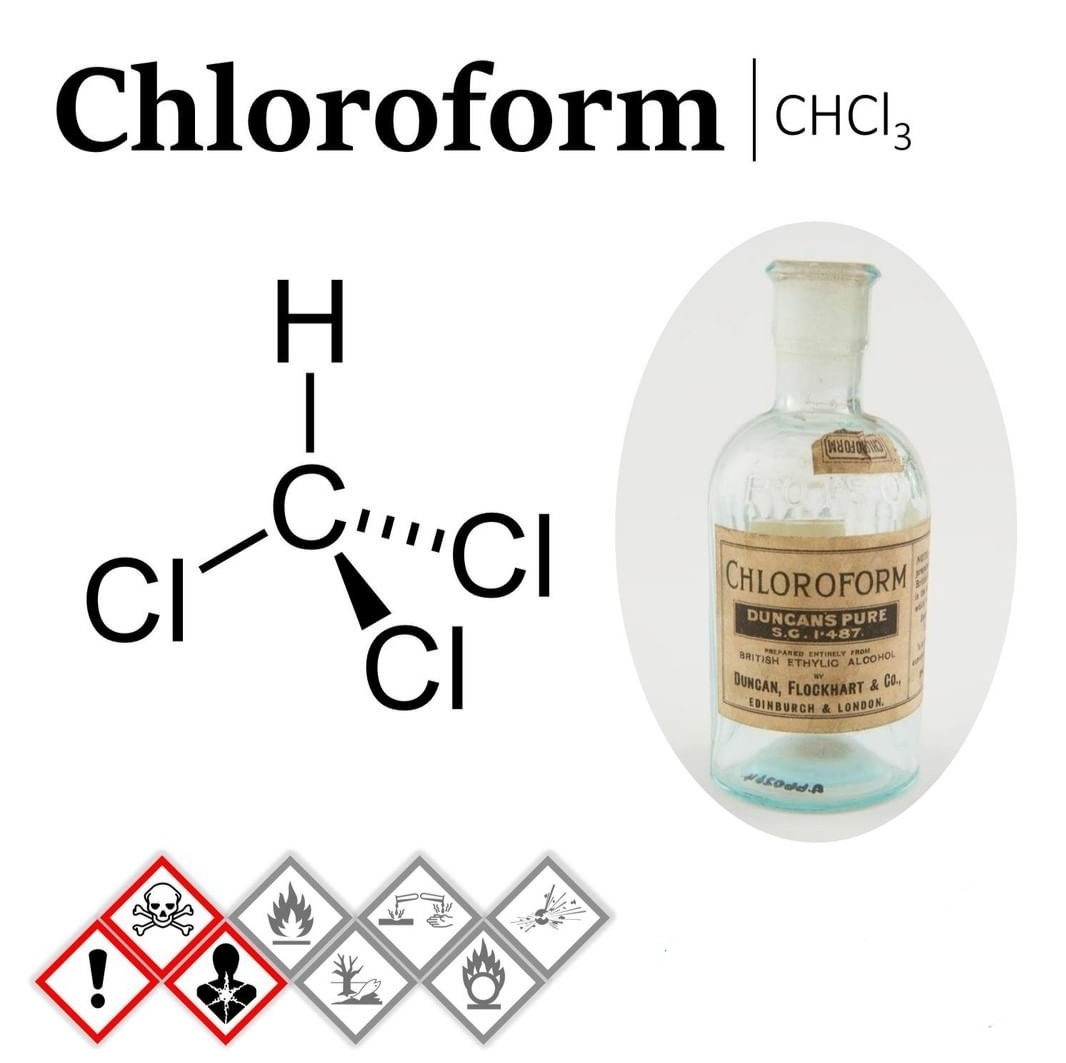 Chloroform | CHCl₃
H
C
Cl
Cl
Cl
CHLOROFORM
CHLOROFORM
DUNCAN'S PURE
S.G. 1·487.
PREPARED ENTIRELY FROM
BRITISH ETHYLIC ALCOHOL
BY
DUNCAN, FLOCKHART & CO.,
EDINBURGH & LONDON.